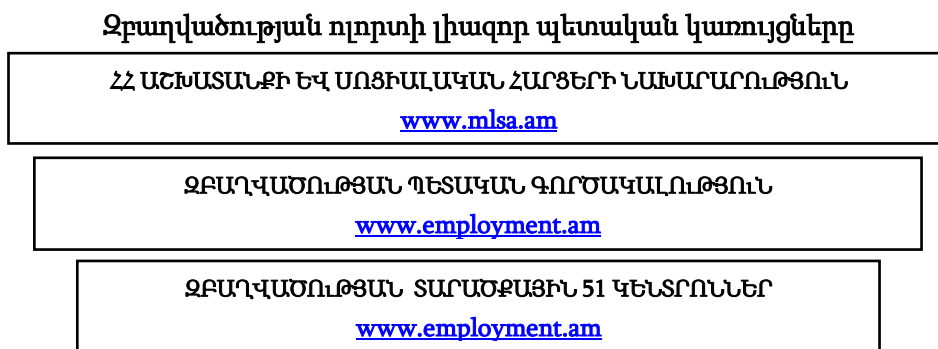 Զբաղվածության ոլորտի լիազոր պետական կառույցները
ՀՀ ԱՇԽԱՏԱՆՔԻ ԵՎ ՍՈՑԻԱԼԱԿԱՆ ՀԱՐՑԵՐԻ ՆԱԽԱՐԱՐՈՒԹՅՈՒՆ
www.mlsa.am
ԶԲԱՂՎԱԾՈՒԹՅԱՆ ՊԵՏԱԿԱՆ ԳՈՐԾԱԿԱԼՈՒԹՅՈՒՆ
www.employment.am
ԶԲԱՂՎԱԾՈՒԹՅԱՆ ՏԱՐԱԾՔԱՅԻՆ 51 ԿԵՆՏՐՈՆՆԵՐ
www.employment.am